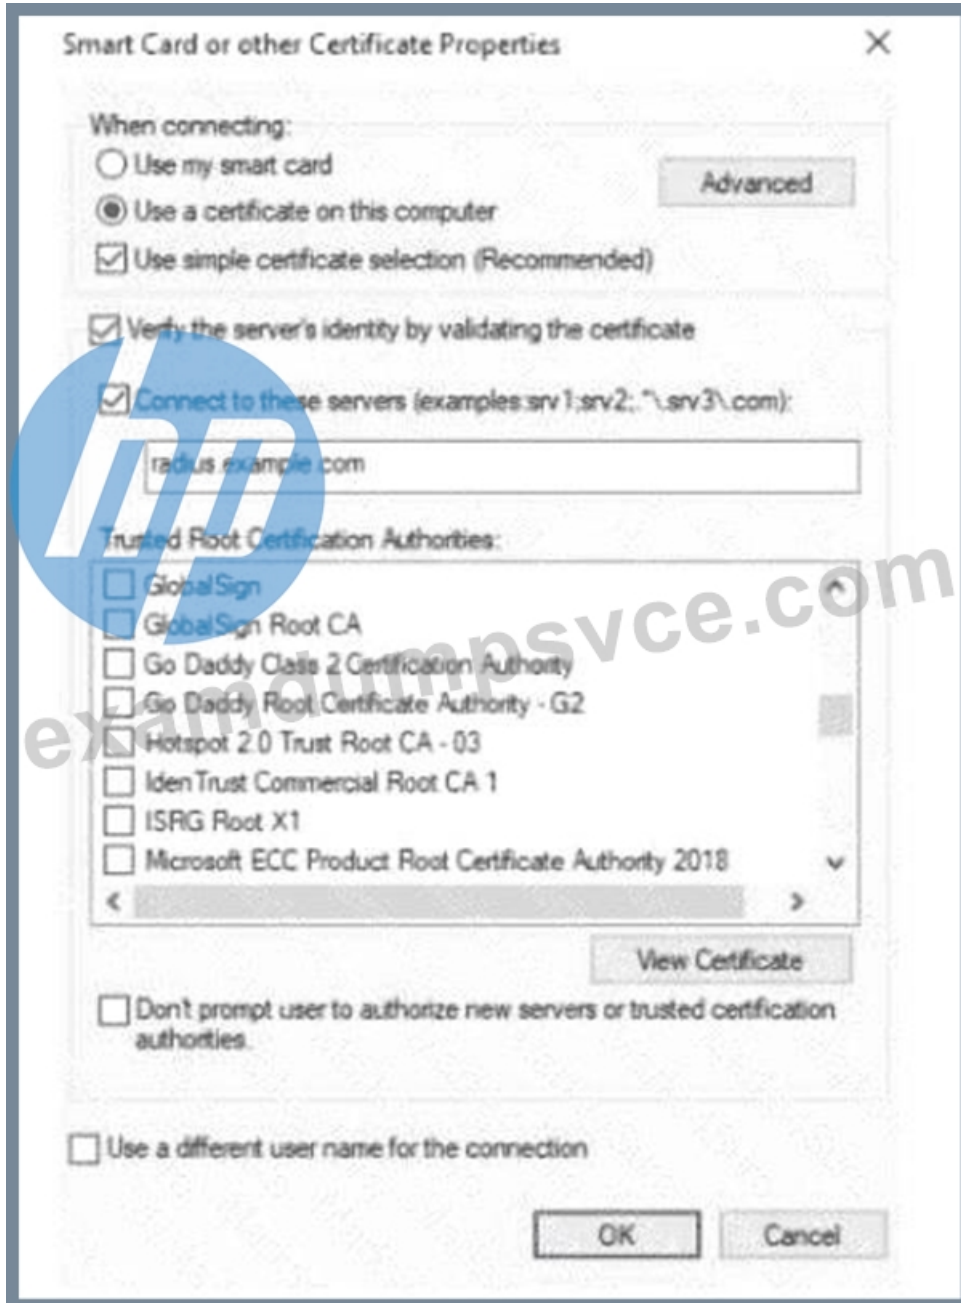 Smart Card or other Certificate Properties
When connecting:
Use my smart card
Advanced
Use a certificate on this computer
Use simple certificate selection (Recommended)
Verify the server's identity by validating the certificate
Connect to these servers (examples:srv1;srv2;.*\.srv3\.com):
radius.example.com
Trusted Root Certification Authorities:
GlobalSign
GlobalSign Root CA
Go Daddy Class 2 Certification Authority
Go Daddy Root Certificate Authority - G2
Hotspot 2.0 Trust Root CA - 03
IdenTrust Commercial Root CA 1
ISRG Root X1
Microsoft ECC Product Root Certificate Authority 2018
View Certificate
Don't prompt user to authorize new servers or trusted certification
authorities.
Use a different user name for the connection
OK
Cancel
hp
examdumpsvce.com